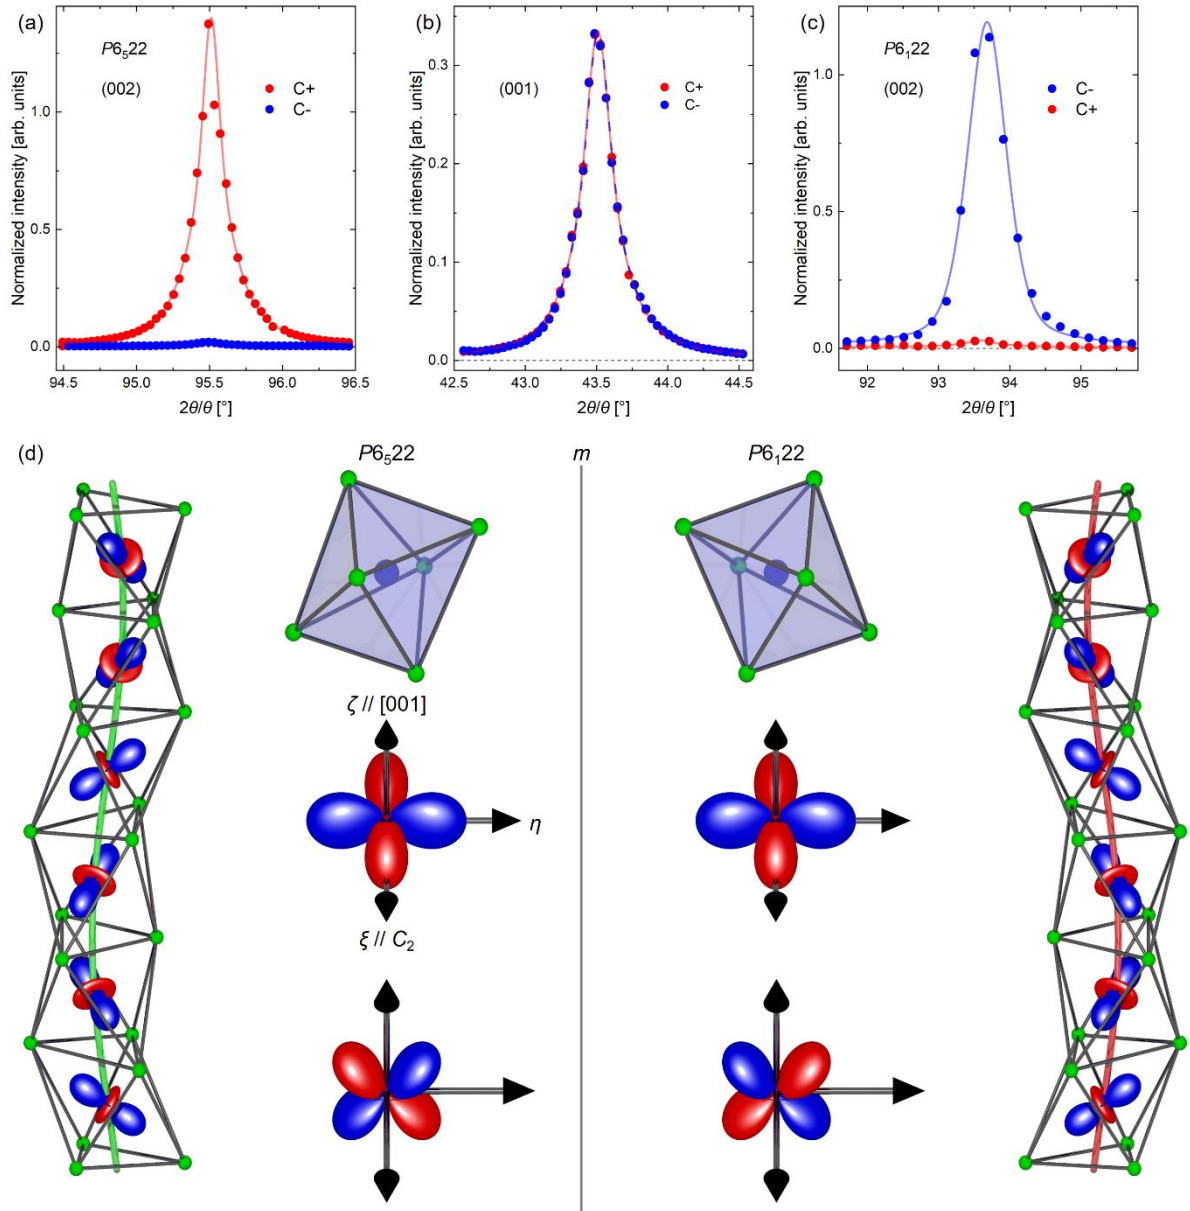 (a)
P6₅22
(002)
C+
C-
Normalized intensity [arb. units]
1.0
0.5
0.0
94.5 95.0 95.5 96.0 96.5
2θ/θ [°]
(b)
(001)
C+
C-
Normalized intensity [arb. units]
0.3
0.2
0.1
0.0
42.5 43.0 43.5 44.0 44.5
2θ/θ [°]
(c)
P6₁22
(002)
C-
C+
Normalized intensity [arb. units]
1.0
0.5
0.0
92 93 94 95
2θ/θ [°]
(d)
P6₅22
m
P6₁22
ζ // [001]
η
ξ // C₂